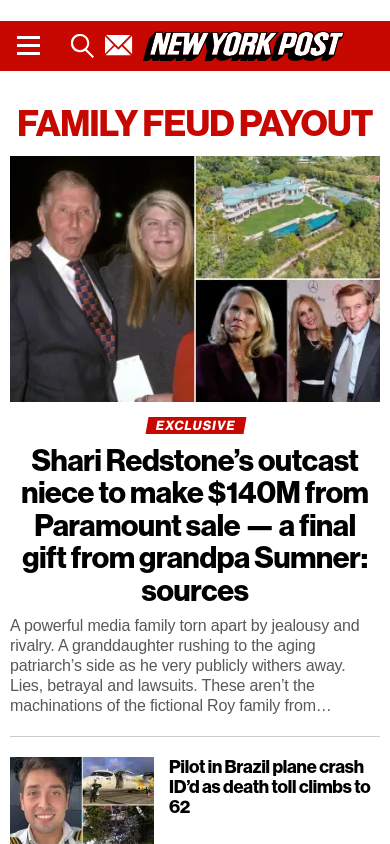 NEW YORK POST
FAMILY FEUD PAYOUT
EXCLUSIVE
Shari Redstone’s outcast
niece to make $140M from
Paramount sale — a final
gift from grandpa Sumner:
sources
A powerful media family torn apart by jealousy and
rivalry. A granddaughter rushing to the aging
patriarch’s side as he very publicly withers away.
Lies, betrayal and lawsuits. These aren’t the
machinations of the fictional Roy family from…
Pilot in Brazil plane crash
ID’d as death toll climbs to
62